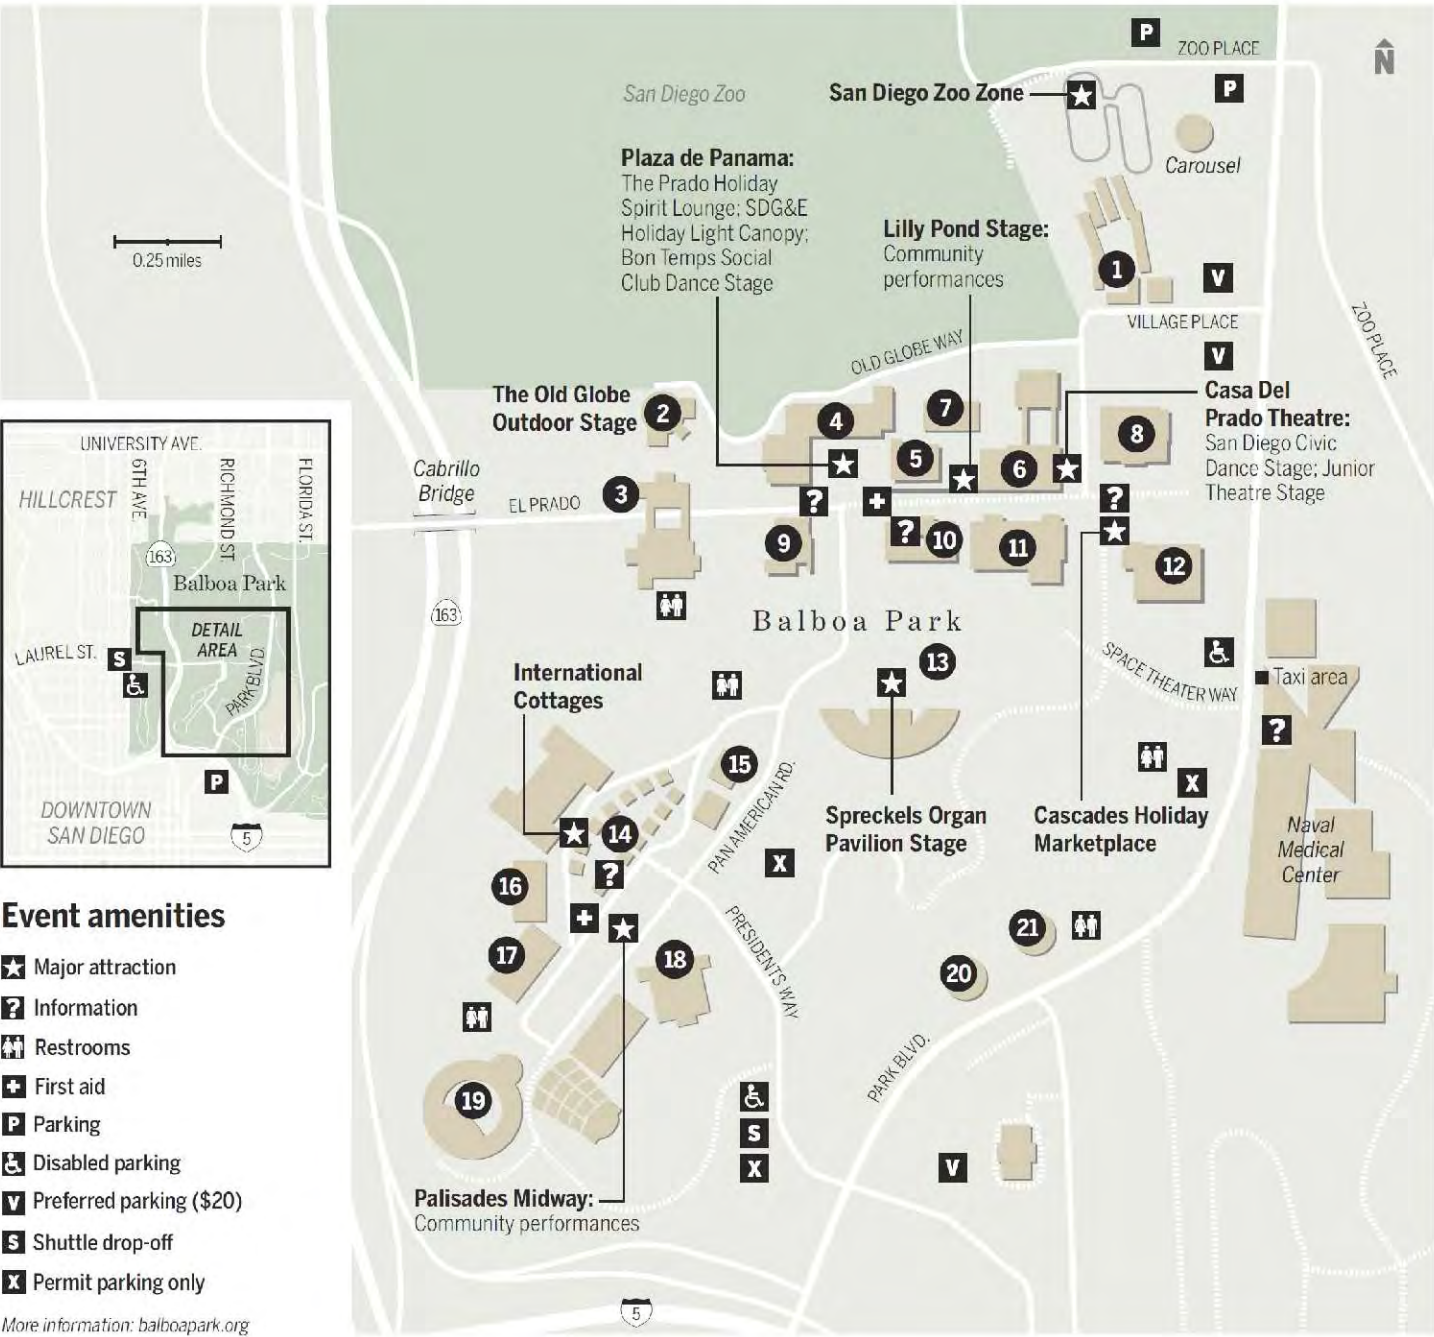 P
ZOO PLACE
N
San Diego Zoo
San Diego Zoo Zone
P
Carousel
Plaza de Panama:
The Prado Holiday
Spirit Lounge; SDG&E
Holiday Light Canopy;
Bon Temps Social
Club Dance Stage
Lilly Pond Stage:
Community
performances
0.25 miles
1
V
VILLAGE PLACE
ZOO PLACE
OLD GLOBE WAY
V
The Old Globe
Outdoor Stage
2
4
7
5
6
8
Casa Del
Prado Theatre:
San Diego Civic
Dance Stage; Junior
Theatre Stage
Cabrillo
Bridge
3
EL PRADO
?
?
9
?
10
11
12
163
Balboa Park
13
SPACE THEATER WAY
Taxi area
?
International
Cottages
15
PAN AMERICAN RD.
X
Spreckels Organ
Pavilion Stage
Cascades Holiday
Marketplace
Naval
Medical
Center
14
?
X
16
17
18
PRESIDENTS WAY
21
20
PARK BLVD.
19
S
X
V
Palisades Midway:
Community performances
5
UNIVERSITY AVE.
6TH AVE.
RICHMOND ST.
FLORIDA ST.
HILLCREST
163
Balboa Park
DETAIL
AREA
LAUREL ST.
S
PARK BLVD.
P
DOWNTOWN
SAN DIEGO
5
Event amenities
Major attraction
? Information
Restrooms
First aid
P Parking
Disabled parking
V Preferred parking ($20)
S Shuttle drop-off
X Permit parking only
More information: balboapark.org